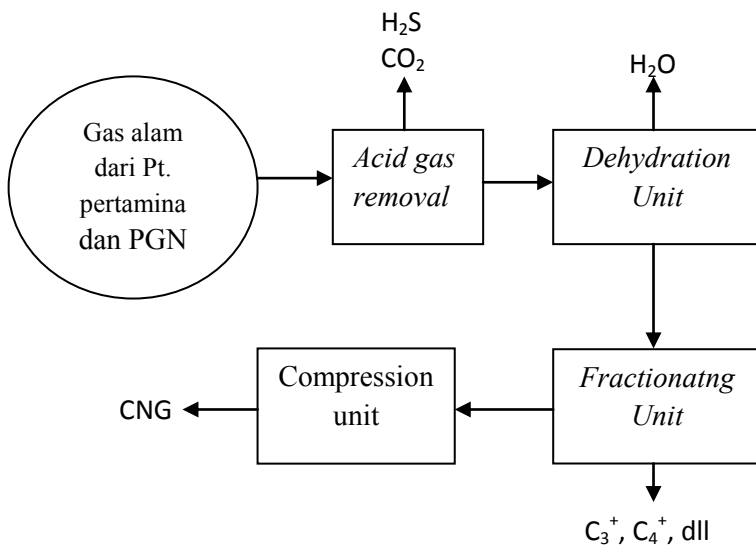 H₂S
CO₂
H₂O
Gas alam
dari Pt.
pertamina
dan PGN
Acid gas
removal
Dehydration
Unit
Fractionatng
Unit
Compression
unit
CNG
C₃⁺, C₄⁺, dll